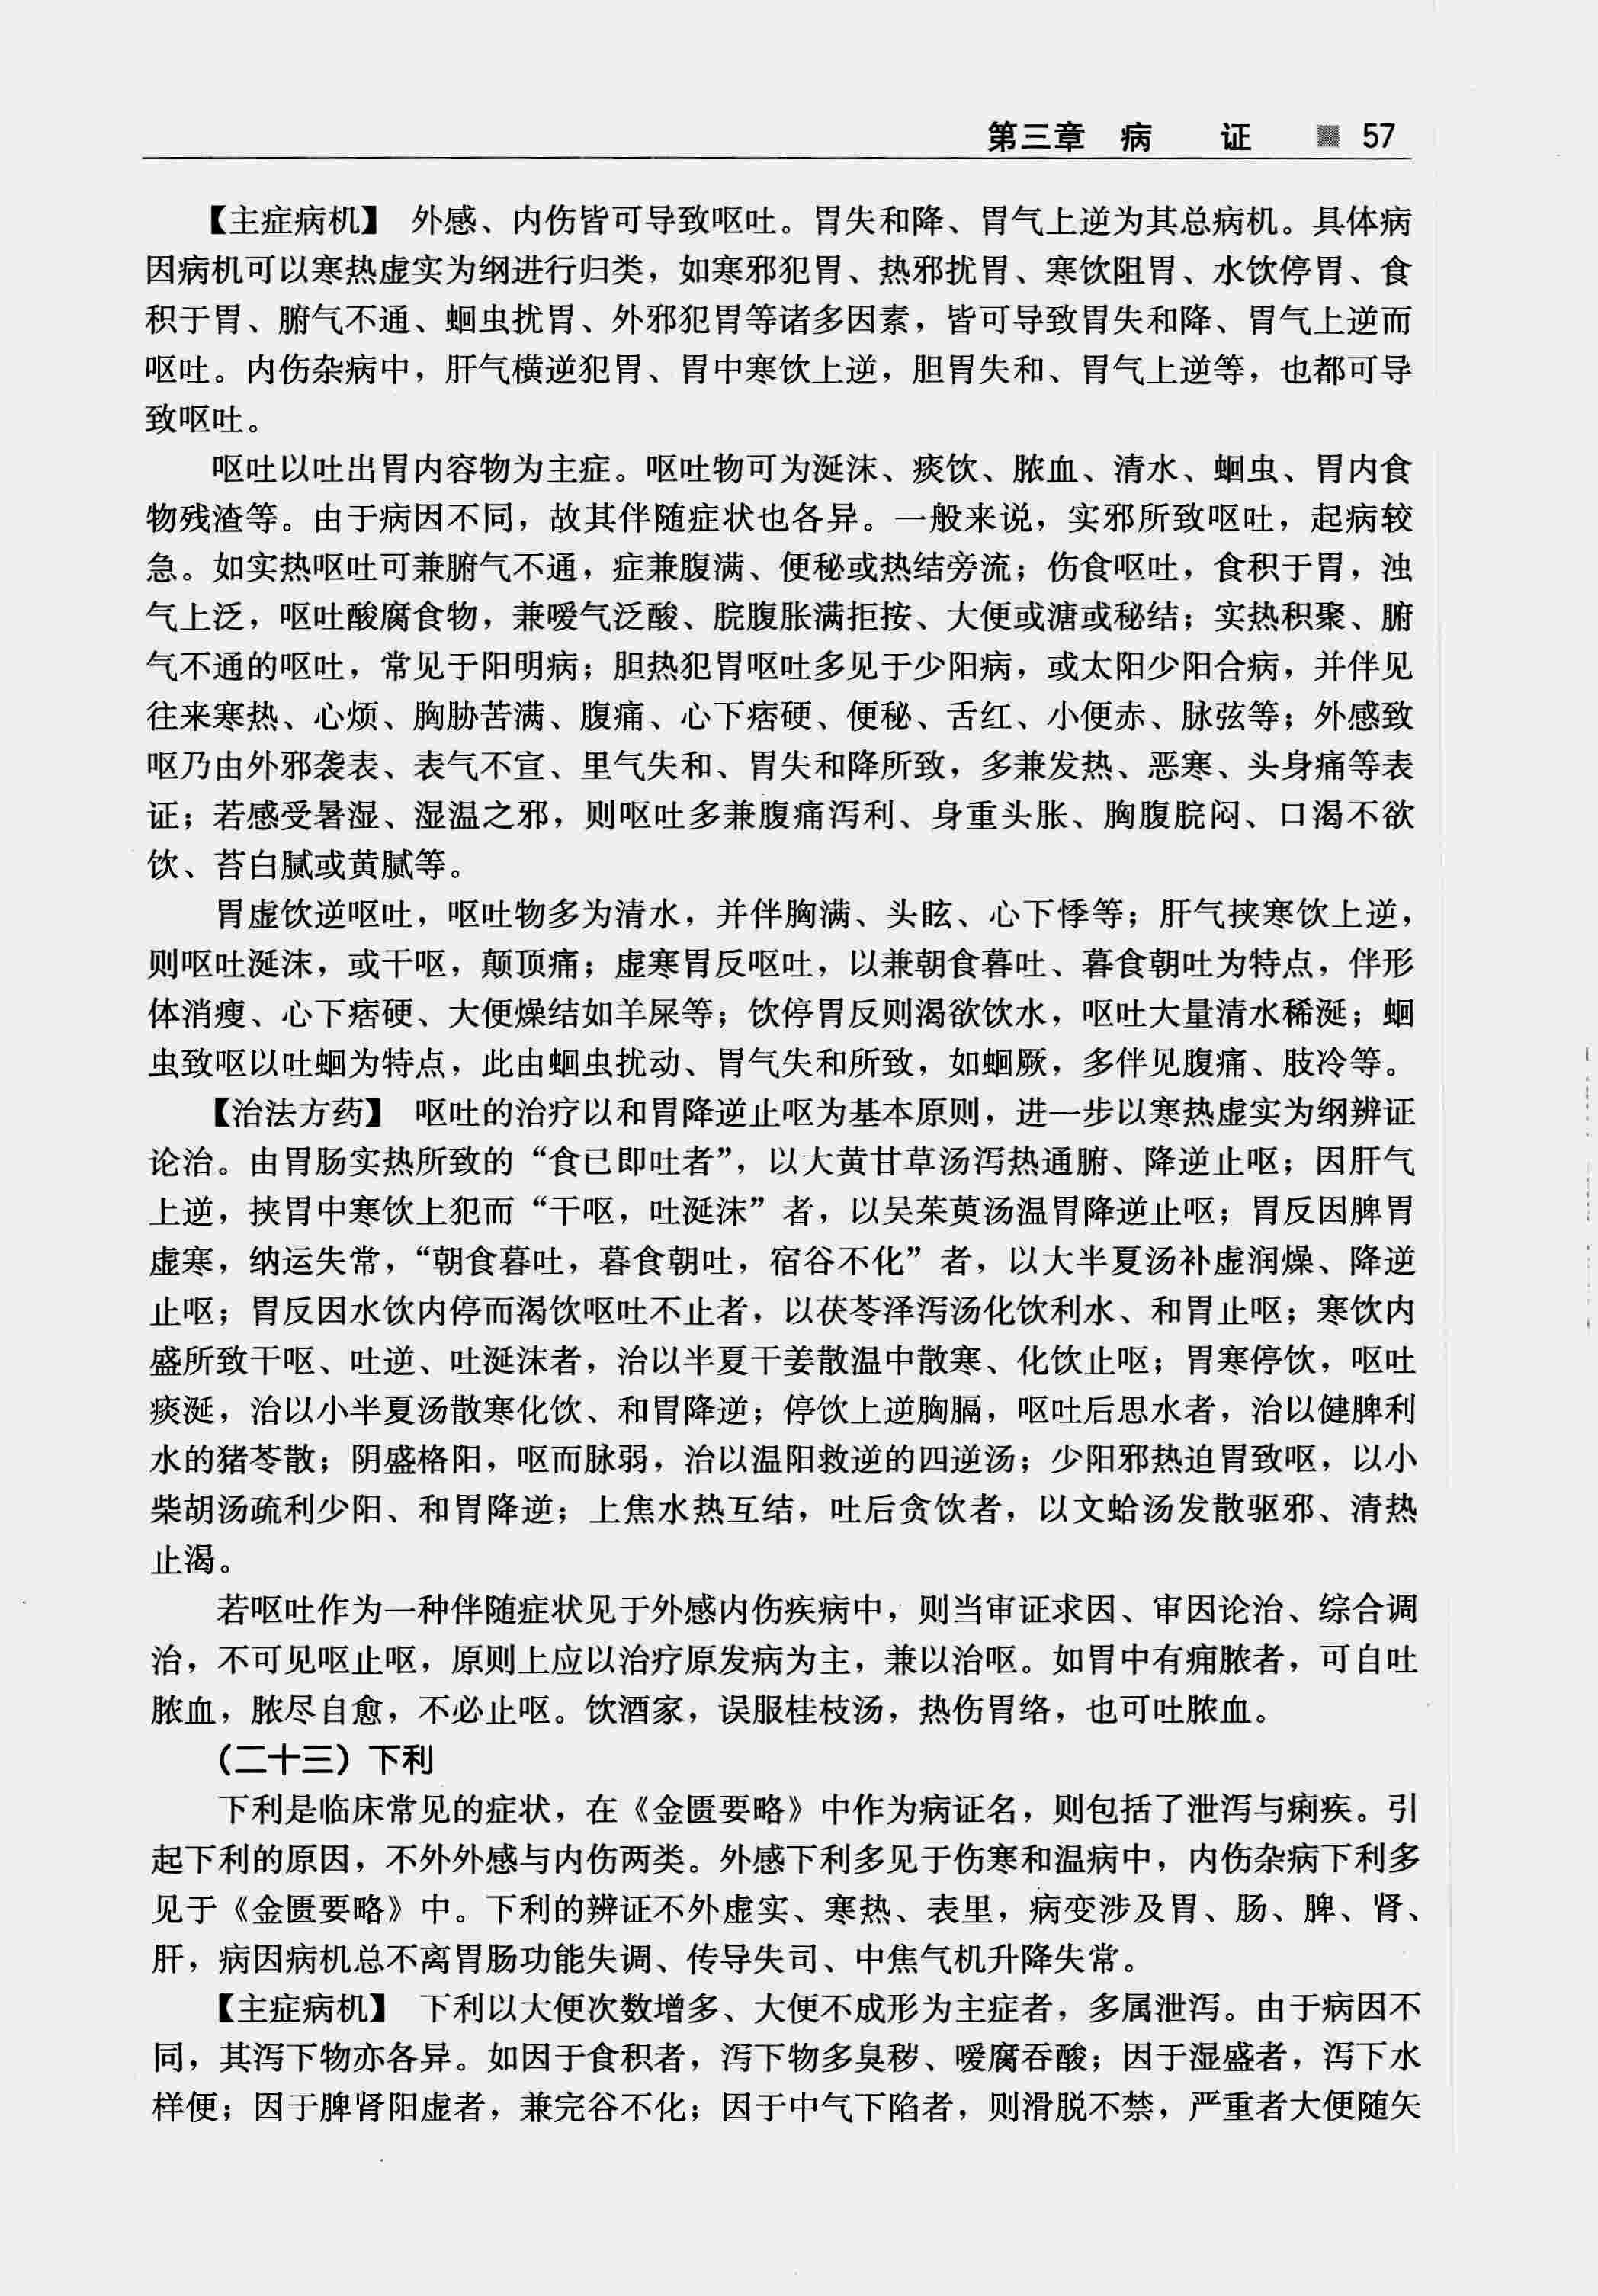 第三章　病　　证　■ 57
【主症病机】　外感、内伤皆可导致呕吐。胃失和降、胃气上逆为其总病机。具体病
因病机可以寒热虚实为纲进行归类，如寒邪犯胃、热邪扰胃、寒饮阻胃、水饮停胃、食
积于胃、腑气不通、蛔虫扰胃、外邪犯胃等诸多因素，皆可导致胃失和降、胃气上逆而
呕吐。内伤杂病中，肝气横逆犯胃、胃中寒饮上逆，胆胃失和、胃气上逆等，也都可导
致呕吐。
呕吐以吐出胃内容物为主症。呕吐物可为涎沫、痰饮、脓血、清水、蛔虫、胃内食
物残渣等。由于病因不同，故其伴随症状也各异。一般来说，实邪所致呕吐，起病较
急。如实热呕吐可兼腑气不通，症兼腹满、便秘或热结旁流；伤食呕吐，食积于胃，浊
气上泛，呕吐酸腐食物，兼嗳气泛酸、脘腹胀满拒按、大便或溏或秘结；实热积聚、腑
气不通的呕吐，常见于阳明病；胆热犯胃呕吐多见于少阳病，或太阳少阳合病，并伴见
往来寒热、心烦、胸胁苦满、腹痛、心下痞硬、便秘、舌红、小便赤、脉弦等；外感致
呕乃由外邪袭表、表气不宣、里气失和、胃失和降所致，多兼发热、恶寒、头身痛等表
证；若感受暑湿、湿温之邪，则呕吐多兼腹痛泻利、身重头胀、胸腹脘闷、口渴不欲
饮、苔白腻或黄腻等。
胃虚饮逆呕吐，呕吐物多为清水，并伴胸满、头眩、心下悸等；肝气挟寒饮上逆，
则呕吐涎沫，或干呕，颠顶痛；虚寒胃反呕吐，以兼朝食暮吐、暮食朝吐为特点，伴形
体消瘦、心下痞硬、大便燥结如羊屎等；饮停胃反则渴欲饮水，呕吐大量清水稀涎；蛔
虫致呕以吐蛔为特点，此由蛔虫扰动、胃气失和所致，如蛔厥，多伴见腹痛、肢冷等。
【治法方药】　呕吐的治疗以和胃降逆止呕为基本原则，进一步以寒热虚实为纲辨证
论治。由胃肠实热所致的“食已即吐者”，以大黄甘草汤泻热通腑、降逆止呕；因肝气
上逆，挟胃中寒饮上犯而“干呕，吐涎沫”者，以吴茱萸汤温胃降逆止呕；胃反因脾胃
虚寒，纳运失常，“朝食暮吐，暮食朝吐，宿谷不化”者，以大半夏汤补虚润燥、降逆
止呕；胃反因水饮内停而渴饮呕吐不止者，以茯苓泽泻汤化饮利水、和胃止呕；寒饮内
盛所致干呕、吐逆、吐涎沫者，治以半夏干姜散温中散寒、化饮止呕；胃寒停饮，呕吐
痰涎，治以小半夏汤散寒化饮、和胃降逆；停饮上逆胸膈，呕吐后思水者，治以健脾利
水的猪苓散；阴盛格阳，呕而脉弱，治以温阳救逆的四逆汤；少阳邪热迫胃致呕，以小
柴胡汤疏利少阳、和胃降逆；上焦水热互结，吐后贪饮者，以文蛤汤发散驱邪、清热
止渴。
若呕吐作为一种伴随症状见于外感内伤疾病中，则当审证求因、审因论治、综合调
治，不可见呕止呕，原则上应以治疗原发病为主，兼以治呕。如胃中有痈脓者，可自吐
脓血，脓尽自愈，不必止呕。饮酒家，误服桂枝汤，热伤胃络，也可吐脓血。
（二十三）下利
下利是临床常见的症状，在《金匮要略》中作为病证名，则包括了泄泻与痢疾。引
起下利的原因，不外外感与内伤两类。外感下利多见于伤寒和温病中，内伤杂病下利多
见于《金匮要略》中。下利的辨证不外虚实、寒热、表里，病变涉及胃、肠、脾、肾、
肝，病因病机总不离胃肠功能失调、传导失司、中焦气机升降失常。
【主症病机】　下利以大便次数增多、大便不成形为主症者，多属泄泻。由于病因不
同，其泻下物亦各异。如因于食积者，泻下物多臭秽、嗳腐吞酸；因于湿盛者，泻下水
样便；因于脾肾阳虚者，兼完谷不化；因于中气下陷者，则滑脱不禁，严重者大便随矢